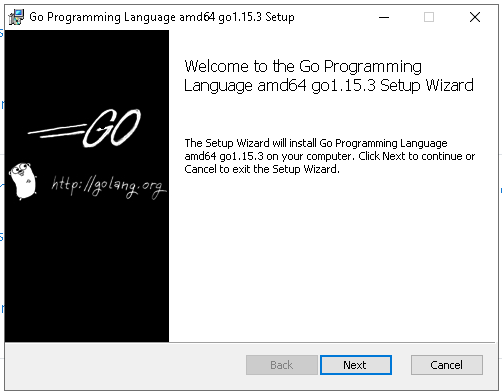 Go Programming Language amd64 go1.15.3 Setup
Welcome to the Go Programming
Language amd64 go1.15.3 Setup Wizard
GO
The Setup Wizard will install Go Programming Language
amd64 go1.15.3 on your computer. Click Next to continue or
Cancel to exit the Setup Wizard.
http://golang.org
Back
Next
Cancel